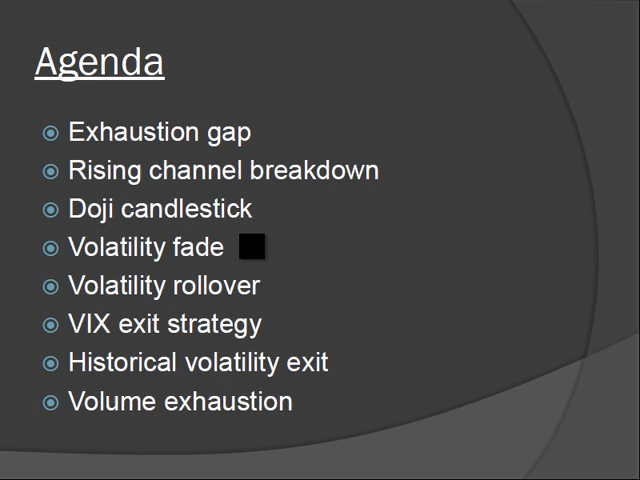 Agenda
Exhaustion gap
Rising channel breakdown
Doji candlestick
Volatility fade
Volatility rollover
VIX exit strategy
Historical volatility exit
Volume exhaustion